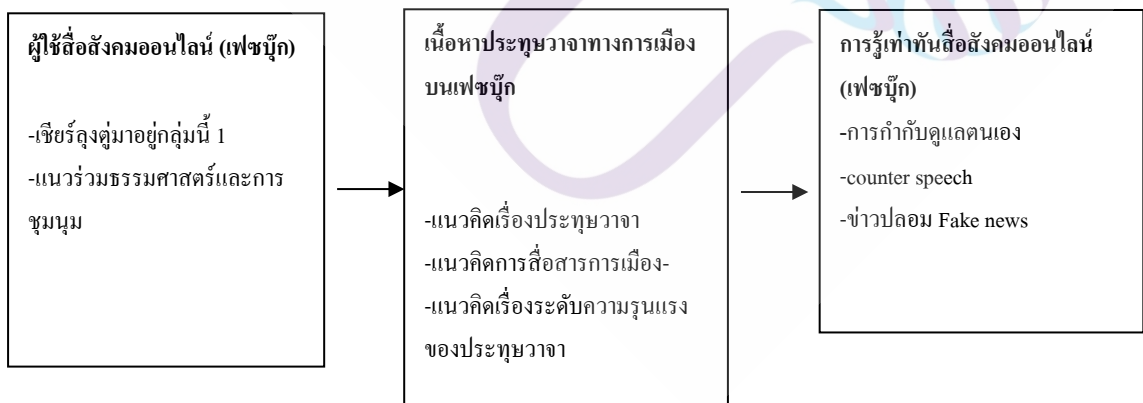 ผู้ใช้สื่อสังคมออนไลน์ (เฟซบุ๊ก)
-เชียร์ลุงตู่มาอยู่กลุ่มนี้ 1
-แนวร่วมธรรมศาสตร์และการ
ชุมนุม
เนื้อหาประทุษวาจาทางการเมือง
บนเฟซบุ๊ก
-แนวคิดเรื่องประทุษวาจา
-แนวคิดการสื่อสารการเมือง-
-แนวคิดเรื่องระดับความรุนแรง
ของประทุษวาจา
การรู้เท่าทันสื่อสังคมออนไลน์
(เฟซบุ๊ก)
-การกำกับดูแลตนเอง
-counter speech
-ข่าวปลอม Fake news